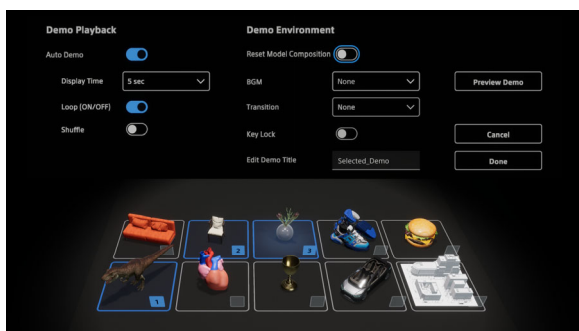 Demo Playback
Auto Demo
Display Time 5 sec
Loop (ON/OFF)
Shuffle
Demo Environment
Reset Model Composition
BGM None
Transition None
Key Lock
Edit Demo Title Selected_Demo
Preview Demo
Cancel
Done
2
3
1